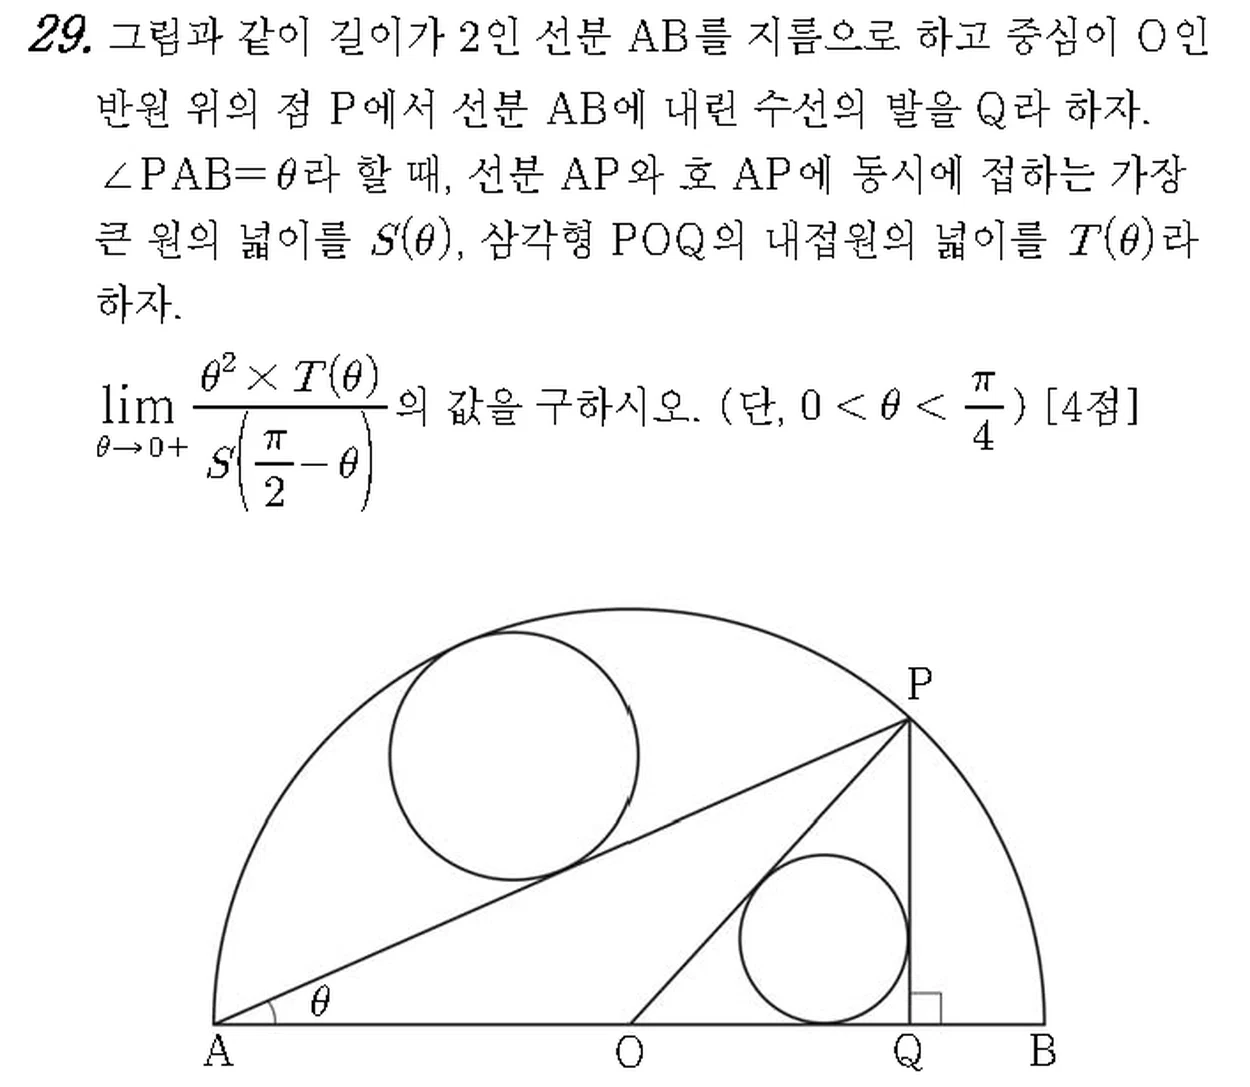 29. 그림과 같이 길이가 2인 선분 AB를 지름으로 하고 중심이 O인
반원 위의 점 P에서 선분 AB에 내린 수선의 발을 Q라 하자.
∠PAB=θ라 할 때, 선분 AP와 호 AP에 동시에 접하는 가장
큰 원의 넓이를 S(θ), 삼각형 POQ의 내접원의 넓이를 T(θ)라
하자.
lim_{θ→0+} \frac{θ^2 × T(θ)}{S(\frac{π}{2} − θ)}의 값을 구하시오. (단, 0 < θ < \frac{π}{4}) [4점]
P
θ
A O Q B